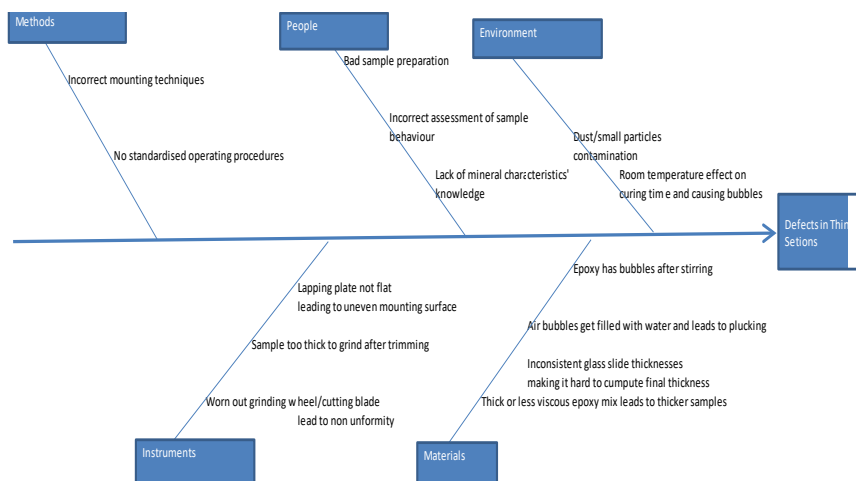 Methods
People
Environment
Bad sample preparation
Incorrect mounting techniques
Incorrect assessment of sample
behaviour
Dust/small particles
contamination
No standardised operating procedures
Lack of mineral characteristics'
knowledge
Room temperature effect on
curing time and causing bubbles
Defects in Thin
Setions
Epoxy has bubbles after stirring
Lapping plate not flat
leading to uneven mounting surface
Air bubbles get filled with water and leads to plucking
Sample too thick to grind after trimming
Inconsistent glass slide thicknesses
making it hard to cumpute final thickness
Thick or less viscous epoxy mix leads to thicker samples
Worn out grinding wheel/cutting blade
lead to non unformity
Instruments
Materials